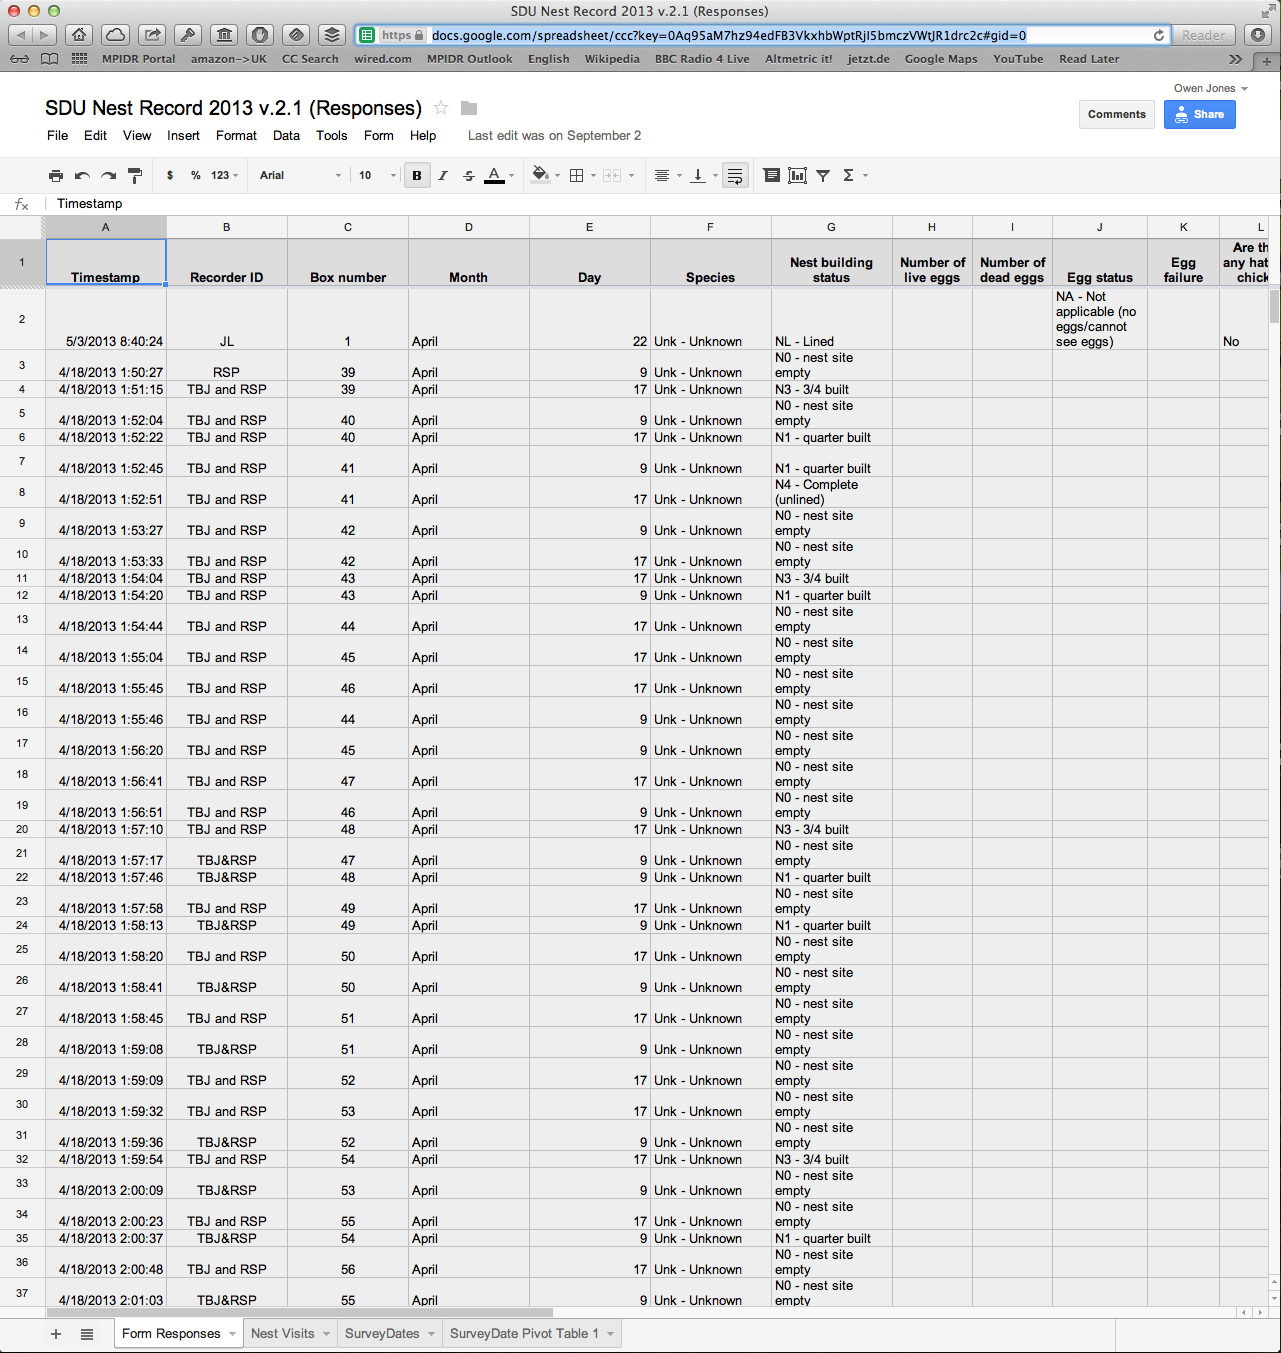 SDU Nest Record 2013 v.2.1 (Responses)
https docs.google.com/spreadsheet/ccc?key=0Aq95aM7hz94edFB3VkxhbWptRjI5bmczVWtJR1drc2c#gid=0 Reader
MPIDR Portal amazon->UK CC Search wired.com MPIDR Outlook English Wikipedia BBC Radio 4 Live Altmetric it! jetzt.de Google Maps YouTube Read Later
Owen Jones
SDU Nest Record 2013 v.2.1 (Responses)
Comments Share
File Edit View Insert Format Data Tools Form Help Last edit was on September 2
$ % 123 Arial 10 B I S A Σ
fx Timestamp
A B C D E F G H I J K L
1 Timestamp Recorder ID Box number Month Day Species Nest building status Number of live eggs Number of dead eggs Egg status Egg failure Are th any hat chick
2 5/3/2013 8:40:24 JL 1 April 22 Unk - Unknown NL - Lined NA - Not applicable (no eggs/cannot see eggs) No
3 4/18/2013 1:50:27 RSP 39 April 9 Unk - Unknown N0 - nest site empty
4 4/18/2013 1:51:15 TBJ and RSP 39 April 17 Unk - Unknown N3 - 3/4 built
5 4/18/2013 1:52:04 TBJ and RSP 40 April 9 Unk - Unknown N0 - nest site empty
6 4/18/2013 1:52:22 TBJ and RSP 40 April 17 Unk - Unknown N1 - quarter built
7 4/18/2013 1:52:45 TBJ and RSP 41 April 9 Unk - Unknown N1 - quarter built
8 4/18/2013 1:52:51 TBJ and RSP 41 April 17 Unk - Unknown N4 - Complete (unlined)
9 4/18/2013 1:53:27 TBJ and RSP 42 April 9 Unk - Unknown N0 - nest site empty
10 4/18/2013 1:53:33 TBJ and RSP 42 April 17 Unk - Unknown N0 - nest site empty
11 4/18/2013 1:54:04 TBJ and RSP 43 April 17 Unk - Unknown N3 - 3/4 built
12 4/18/2013 1:54:20 TBJ and RSP 43 April 9 Unk - Unknown N1 - quarter built
13 4/18/2013 1:54:44 TBJ and RSP 44 April 17 Unk - Unknown N0 - nest site empty
14 4/18/2013 1:55:04 TBJ and RSP 45 April 17 Unk - Unknown N0 - nest site empty
15 4/18/2013 1:55:45 TBJ and RSP 46 April 17 Unk - Unknown N0 - nest site empty
16 4/18/2013 1:55:46 TBJ and RSP 44 April 9 Unk - Unknown N0 - nest site empty
17 4/18/2013 1:56:20 TBJ and RSP 45 April 9 Unk - Unknown N0 - nest site empty
18 4/18/2013 1:56:41 TBJ and RSP 47 April 17 Unk - Unknown N0 - nest site empty
19 4/18/2013 1:56:51 TBJ and RSP 46 April 9 Unk - Unknown N0 - nest site empty
20 4/18/2013 1:57:10 TBJ and RSP 48 April 17 Unk - Unknown N3 - 3/4 built
21 4/18/2013 1:57:17 TBJ&RSP 47 April 9 Unk - Unknown N0 - nest site empty
22 4/18/2013 1:57:46 TBJ&RSP 48 April 9 Unk - Unknown N1 - quarter built
23 4/18/2013 1:57:58 TBJ and RSP 49 April 17 Unk - Unknown N0 - nest site empty
24 4/18/2013 1:58:13 TBJ&RSP 49 April 9 Unk - Unknown N1 - quarter built
25 4/18/2013 1:58:20 TBJ and RSP 50 April 17 Unk - Unknown N0 - nest site empty
26 4/18/2013 1:58:41 TBJ&RSP 50 April 9 Unk - Unknown N0 - nest site empty
27 4/18/2013 1:58:45 TBJ and RSP 51 April 17 Unk - Unknown N0 - nest site empty
28 4/18/2013 1:59:08 TBJ&RSP 51 April 9 Unk - Unknown N0 - nest site empty
29 4/18/2013 1:59:09 TBJ and RSP 52 April 17 Unk - Unknown N0 - nest site empty
30 4/18/2013 1:59:32 TBJ and RSP 53 April 17 Unk - Unknown N0 - nest site empty
31 4/18/2013 1:59:36 TBJ&RSP 52 April 9 Unk - Unknown N0 - nest site empty
32 4/18/2013 1:59:54 TBJ and RSP 54 April 17 Unk - Unknown N3 - 3/4 built
33 4/18/2013 2:00:09 TBJ&RSP 53 April 9 Unk - Unknown N0 - nest site empty
34 4/18/2013 2:00:23 TBJ and RSP 55 April 17 Unk - Unknown N0 - nest site empty
35 4/18/2013 2:00:37 TBJ&RSP 54 April 9 Unk - Unknown N1 - quarter built
36 4/18/2013 2:00:48 TBJ and RSP 56 April 17 Unk - Unknown N0 - nest site empty
37 4/18/2013 2:01:03 TBJ&RSP 55 April 9 Unk - Unknown N0 - nest site empty
Form Responses Nest Visits SurveyDates SurveyDate Pivot Table 1